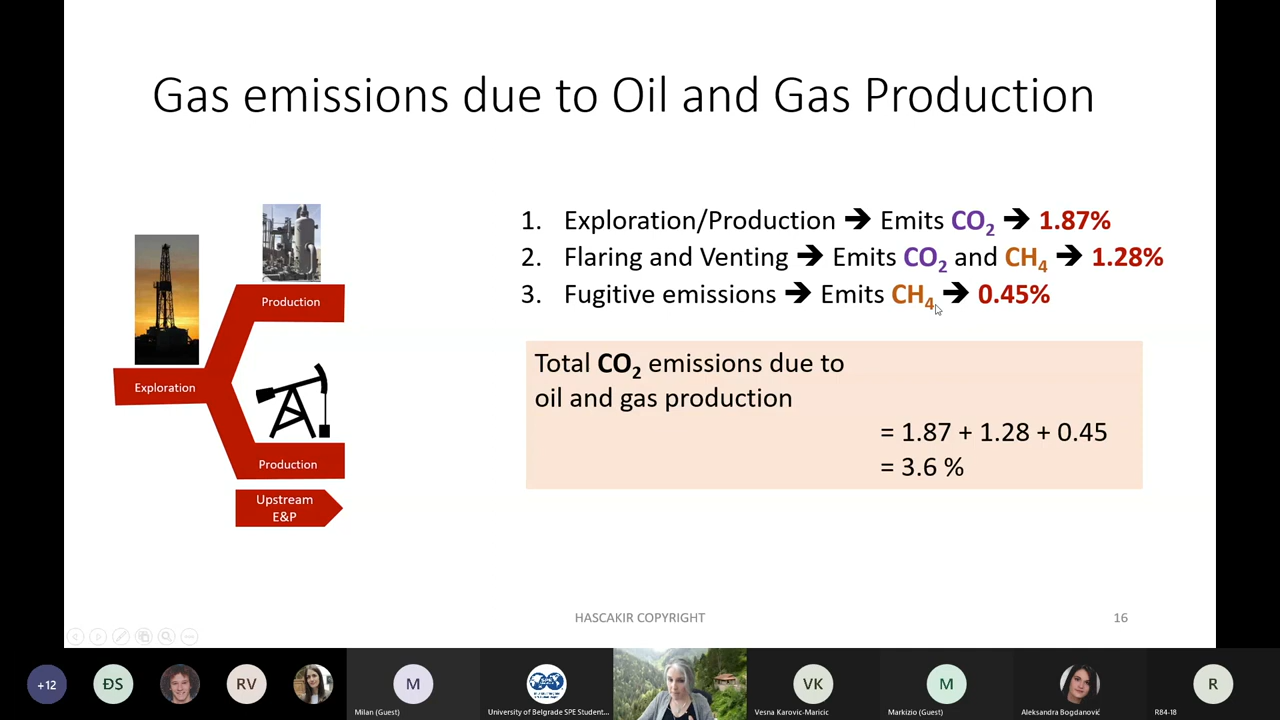 Gas emissions due to Oil and Gas Production
1. Exploration/Production ➔ Emits CO₂ ➔ 1.87%
2. Flaring and Venting ➔ Emits CO₂ and CH₄ ➔ 1.28%
3. Fugitive emissions ➔ Emits CH₄ ➔ 0.45%
Production
Exploration
Production
Upstream
E&P
Total CO₂ emissions due to
oil and gas production
= 1.87 + 1.28 + 0.45
= 3.6 %
HASCAKIR COPYRIGHT
16
+12
ĐS
RV
M
Milan (Guest)
University of Belgrade SPE Student...
VK
Vesna Karovic-Maricic
M
Markizio (Guest)
Aleksandra Bogdanović
R
R84-18